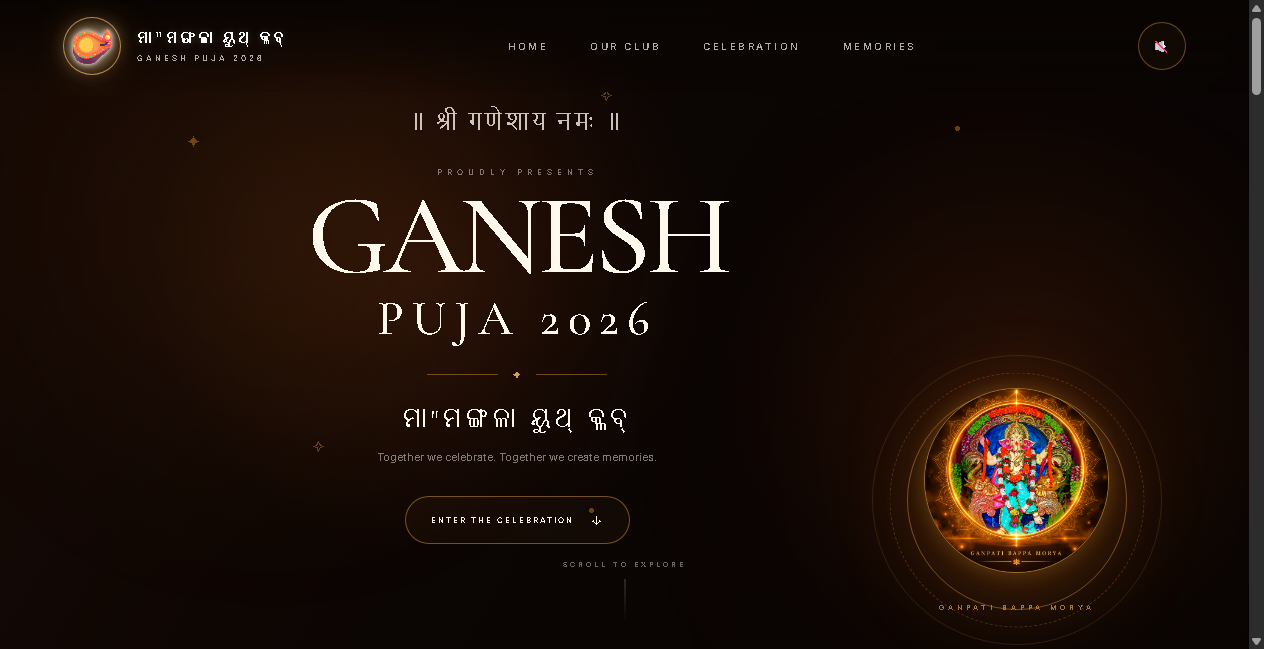 ମା"ମଙ୍ଗଳା ୟୁଥ୍ କ୍ଲବ୍
GANESH PUJA 2026
HOME
OUR CLUB
CELEBRATION
MEMORIES
॥ श्री गणेशाय नमः ॥
PROUDLY PRESENTS
GANESH
PUJA 2026
ମା"ମଙ୍ଗଳା ୟୁଥ୍ କ୍ଲବ୍
Together we celebrate. Together we create memories.
ENTER THE CELEBRATION ↓
SCROLL TO EXPLORE
GANPATI BAPPA MORYA
GANPATI BAPPA MORYA